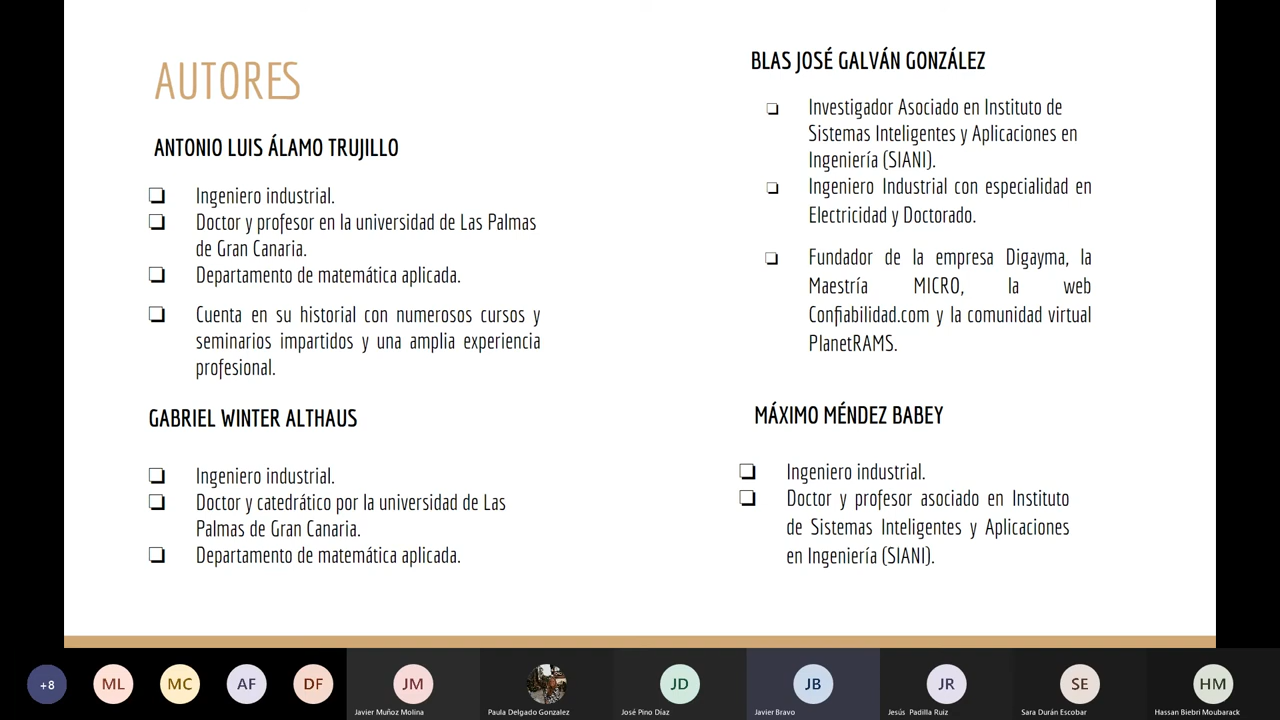 AUTORES
ANTONIO LUIS ÁLAMO TRUJILLO
Ingeniero industrial.
Doctor y profesor en la universidad de Las Palmas
de Gran Canaria.
Departamento de matemática aplicada.
Cuenta en su historial con numerosos cursos y
seminarios impartidos y una amplia experiencia
profesional.
GABRIEL WINTER ALTHAUS
Ingeniero industrial.
Doctor y catedrático por la universidad de Las
Palmas de Gran Canaria.
Departamento de matemática aplicada.
BLAS JOSÉ GALVÁN GONZÁLEZ
Investigador Asociado en Instituto de
Sistemas Inteligentes y Aplicaciones en
Ingeniería (SIANI).
Ingeniero Industrial con especialidad en
Electricidad y Doctorado.
Fundador de la empresa Digayma, la
Maestría MICRO, la web
Confiabilidad.com y la comunidad virtual
PlanetRAMS.
MÁXIMO MÉNDEZ BABEY
Ingeniero industrial.
Doctor y profesor asociado en Instituto
de Sistemas Inteligentes y Aplicaciones
en Ingeniería (SIANI).
+8 ML MC AF DF JM JD JB JR SE HM
Javier Muñoz Molina Paula Delgado Gonzalez José Pino Díaz Javier Bravo Jesús Padilla Ruiz Sara Durán Escobar Hassan Biebri Moubarack